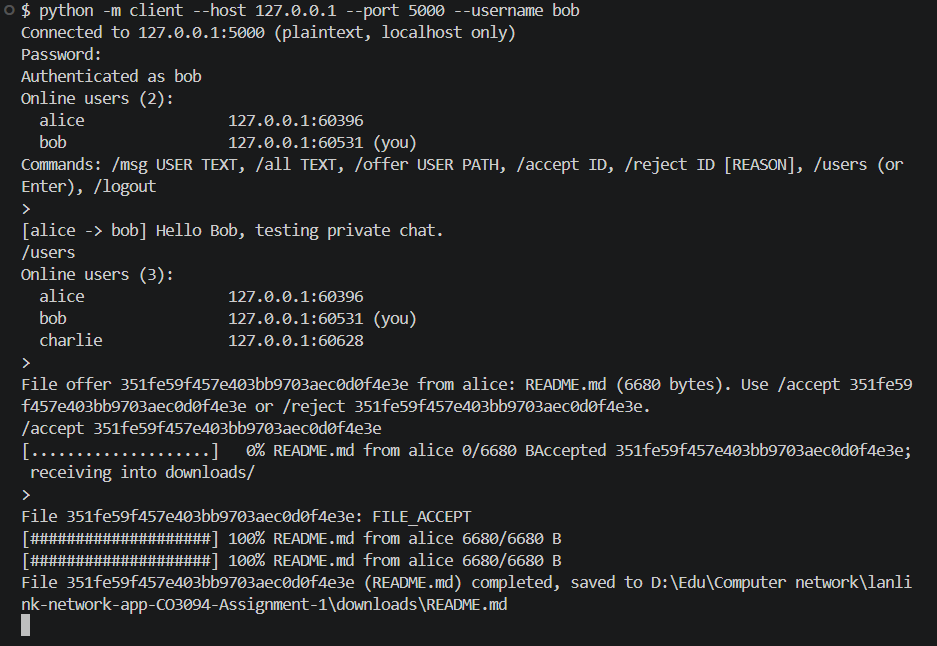 $ python -m client --host 127.0.0.1 --port 5000 --username bob
Connected to 127.0.0.1:5000 (plaintext, localhost only)
Password:
Authenticated as bob
Online users (2):
  alice                127.0.0.1:60396
  bob                  127.0.0.1:60531 (you)
Commands: /msg USER TEXT, /all TEXT, /offer USER PATH, /accept ID, /reject ID [REASON], /users (or
Enter), /logout
>
[alice -> bob] Hello Bob, testing private chat.
/users
Online users (3):
  alice                127.0.0.1:60396
  bob                  127.0.0.1:60531 (you)
  charlie              127.0.0.1:60628
>
File offer 351fe59f457e403bb9703aec0d0f4e3e from alice: README.md (6680 bytes). Use /accept 351fe59
f457e403bb9703aec0d0f4e3e or /reject 351fe59f457e403bb9703aec0d0f4e3e.
/accept 351fe59f457e403bb9703aec0d0f4e3e
[....................]   0% README.md from alice 0/6680 BAccepted 351fe59f457e403bb9703aec0d0f4e3e;
 receiving into downloads/
>
File 351fe59f457e403bb9703aec0d0f4e3e: FILE_ACCEPT
[####################] 100% README.md from alice 6680/6680 B
[####################] 100% README.md from alice 6680/6680 B
File 351fe59f457e403bb9703aec0d0f4e3e (README.md) completed, saved to D:\Edu\Computer network\lanli
nk-network-app-CO3094-Assignment-1\downloads\README.md